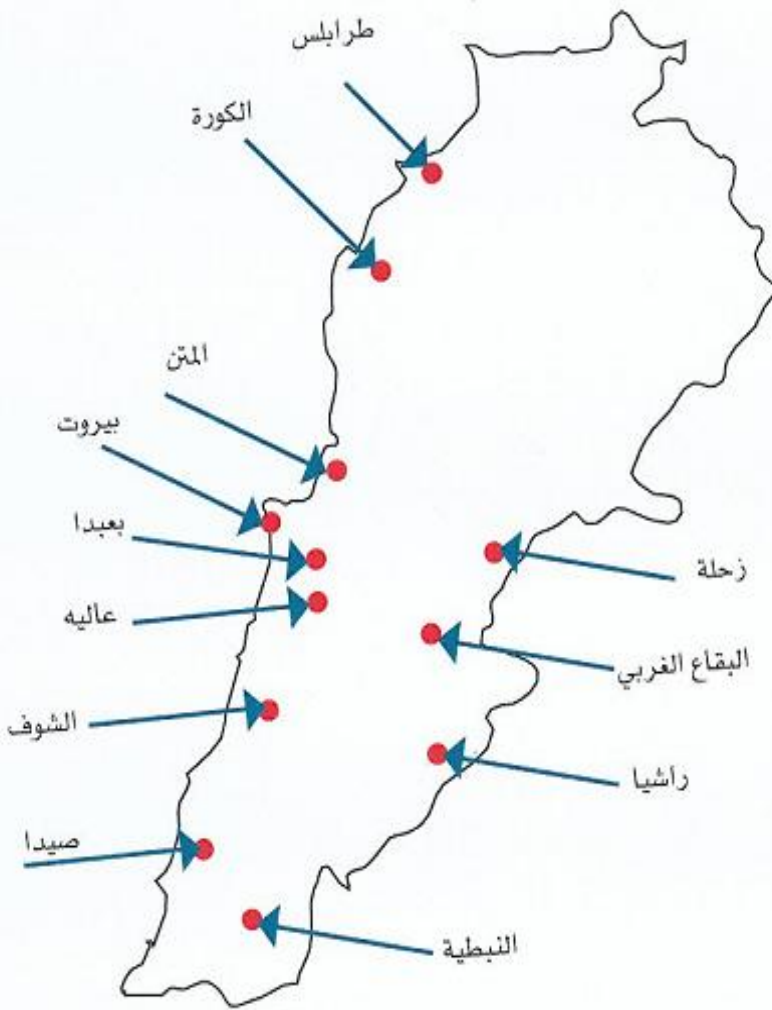 طرابلس
الكورة
المتن
بيروت
بعبدا
عاليه
زحلة
البقاع الغربي
الشوف
راشيا
صيدا
النبطية